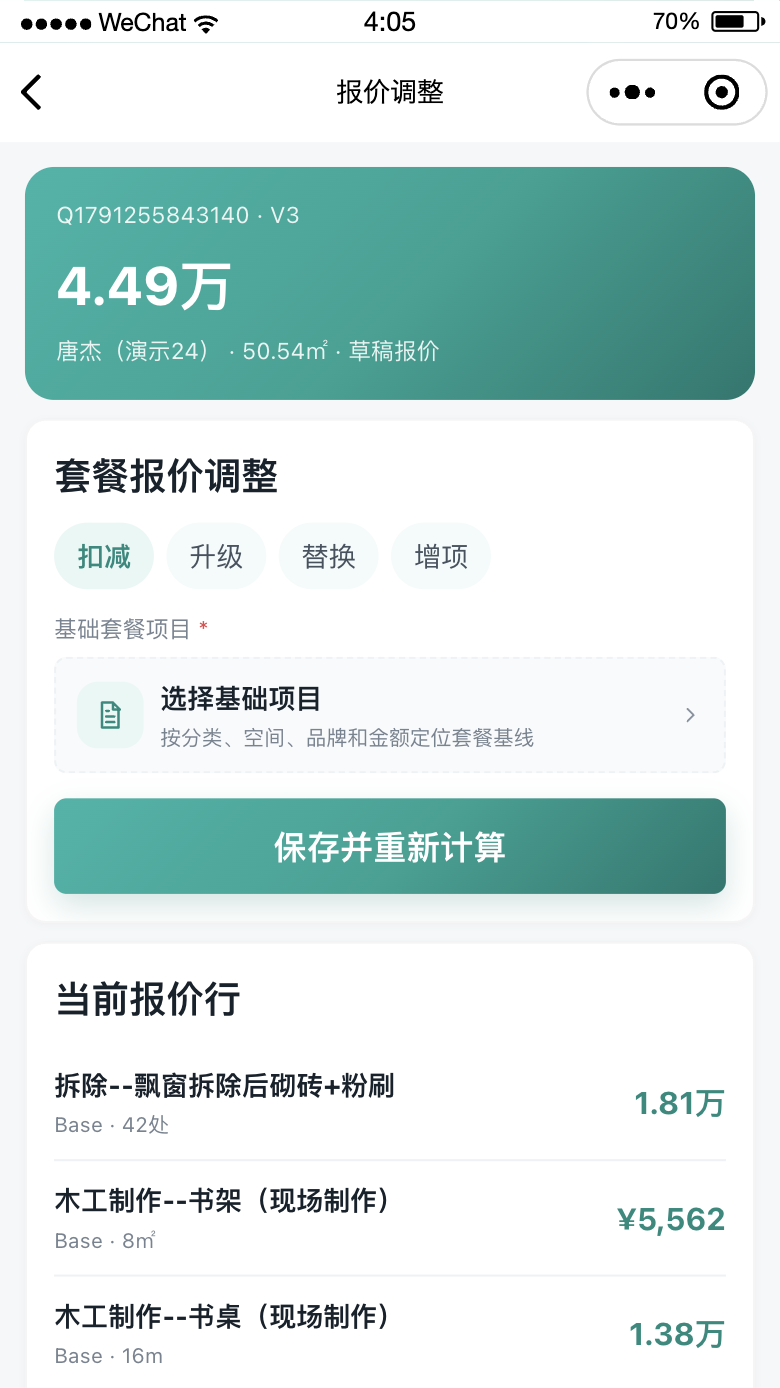 WeChat 4:05 70%
报价调整
Q1791255843140 · V3
4.49万
唐杰（演示24） · 50.54㎡ · 草稿报价
套餐报价调整
扣减 升级 替换 增项
基础套餐项目 *
选择基础项目
按分类、空间、品牌和金额定位套餐基线
保存并重新计算
当前报价行
拆除--飘窗拆除后砌砖+粉刷
1.81万
Base · 42处
木工制作--书架（现场制作）
¥5,562
Base · 8㎡
木工制作--书桌（现场制作）
1.38万
Base · 16m